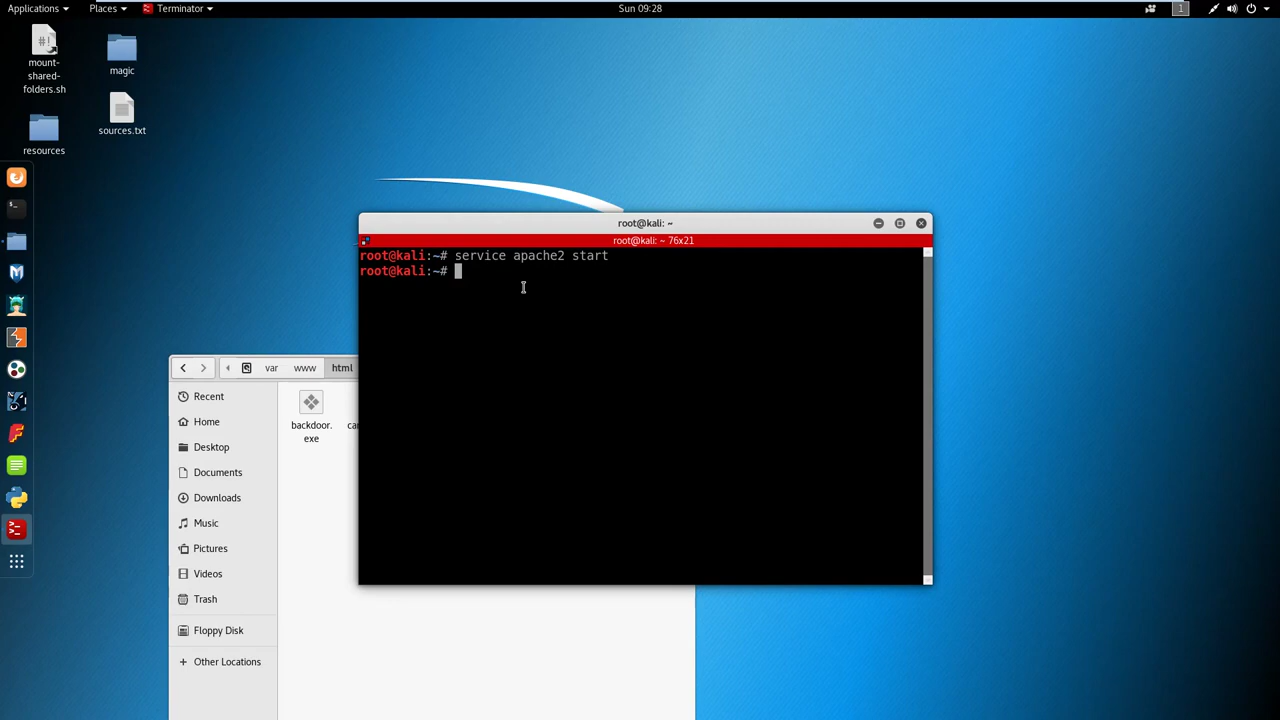 Applications Places Terminator Sun 09:28 1
#!
mount-
shared-
folders.sh
magic
sources.txt
resources
root@kali: ~
root@kali: ~ 76x21
root@kali:~# service apache2 start
root@kali:~#
var www html
Recent
Home
Desktop
Documents
Downloads
Music
Pictures
Videos
Trash
Floppy Disk
+ Other Locations
backdoor.
exe